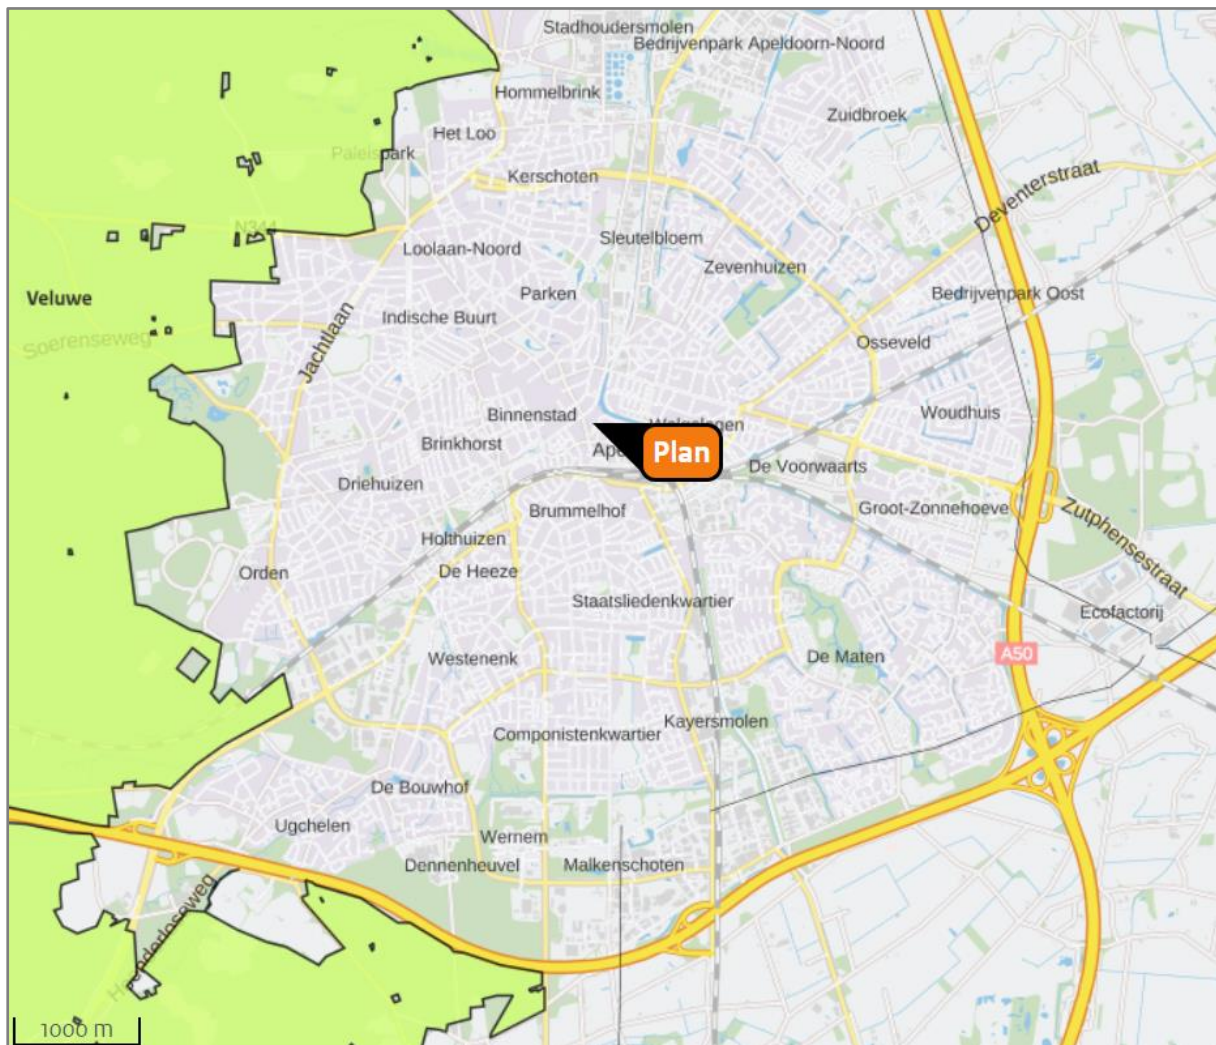 Stadhoudersmolen
Bedrijvenpark Apeldoorn-Noord
Hommelbrink
Zuidbroek
Het Loo
Paleispark
Kerschoten
Deventerstraat
N344
Sleutelbloem
Loolaan-Noord
Zevenhuizen
Veluwe
Parken
Bedrijvenpark Oost
Indische Buurt
Soerenseweg
Jachtlaan
Osseveld
Binnenstad
Woudhuis
Brinkhorst
Plan
De Voorwaarts
Driehuizen
Brummelhof
Groot-Zonnehoeve
Zutphensestraat
Holthuizen
Orden
De Heeze
Staatsliedenkwartier
Ecofactorij
Westenenk
De Maten
A50
Kayersmolen
Componistenkwartier
De Bouwhof
Ugchelen
Wernem
Dennenheuvel
Malkenschoten
1000 m